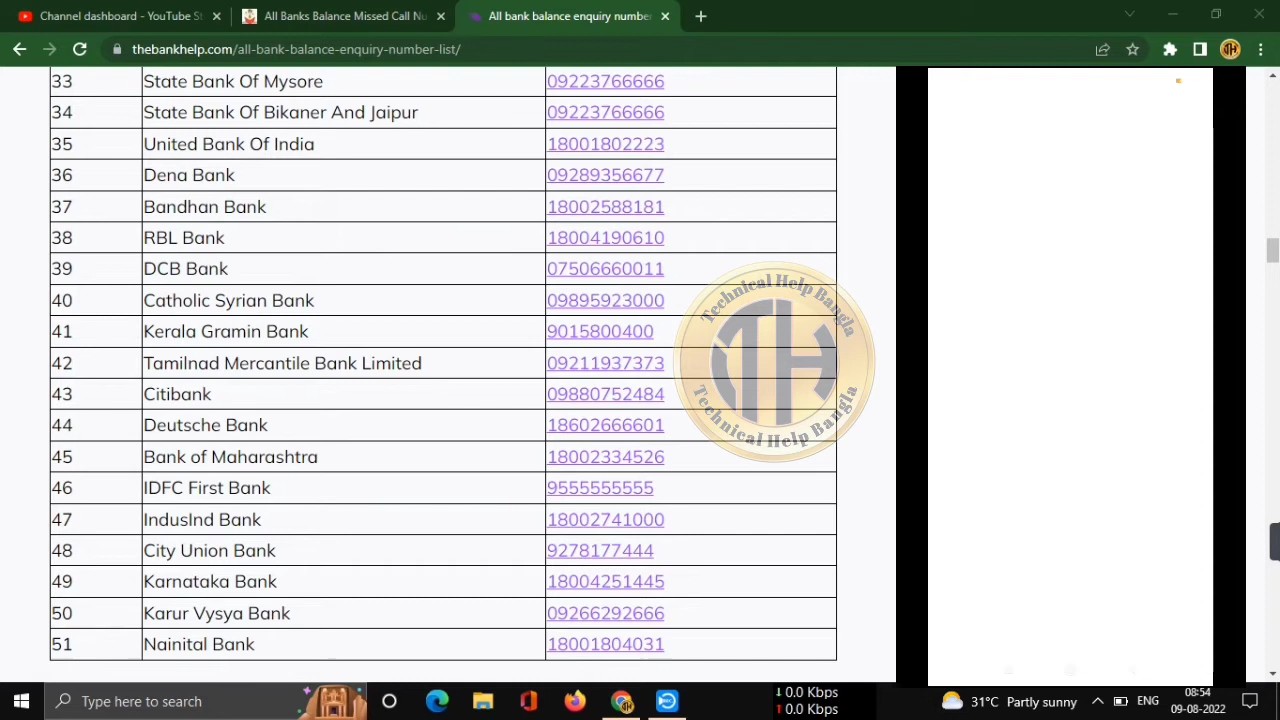 Channel dashboard - YouTube St
All Banks Balance Missed Call Nu
All bank balance enquiry number
thebankhelp.com/all-bank-balance-enquiry-number-list/
33 State Bank Of Mysore 09223766666
34 State Bank Of Bikaner And Jaipur 09223766666
35 United Bank Of India 18001802223
36 Dena Bank 09289356677
37 Bandhan Bank 18002588181
38 RBL Bank 18004190610
39 DCB Bank 07506660011
40 Catholic Syrian Bank 09895923000
41 Kerala Gramin Bank 9015800400
42 Tamilnad Mercantile Bank Limited 09211937373
43 Citibank 09880752484
44 Deutsche Bank 18602666601
45 Bank of Maharashtra 18002334526
46 IDFC First Bank 9555555555
47 IndusInd Bank 18002741000
48 City Union Bank 9278177444
49 Karnataka Bank 18004251445
50 Karur Vysya Bank 09266292666
51 Nainital Bank 18001804031
Technical Help Bangla
TH
Technical Help Bangla
Type here to search
↓ 0.0 Kbps
↑ 0.0 Kbps
31°C Partly sunny
ENG
08:54
09-08-2022